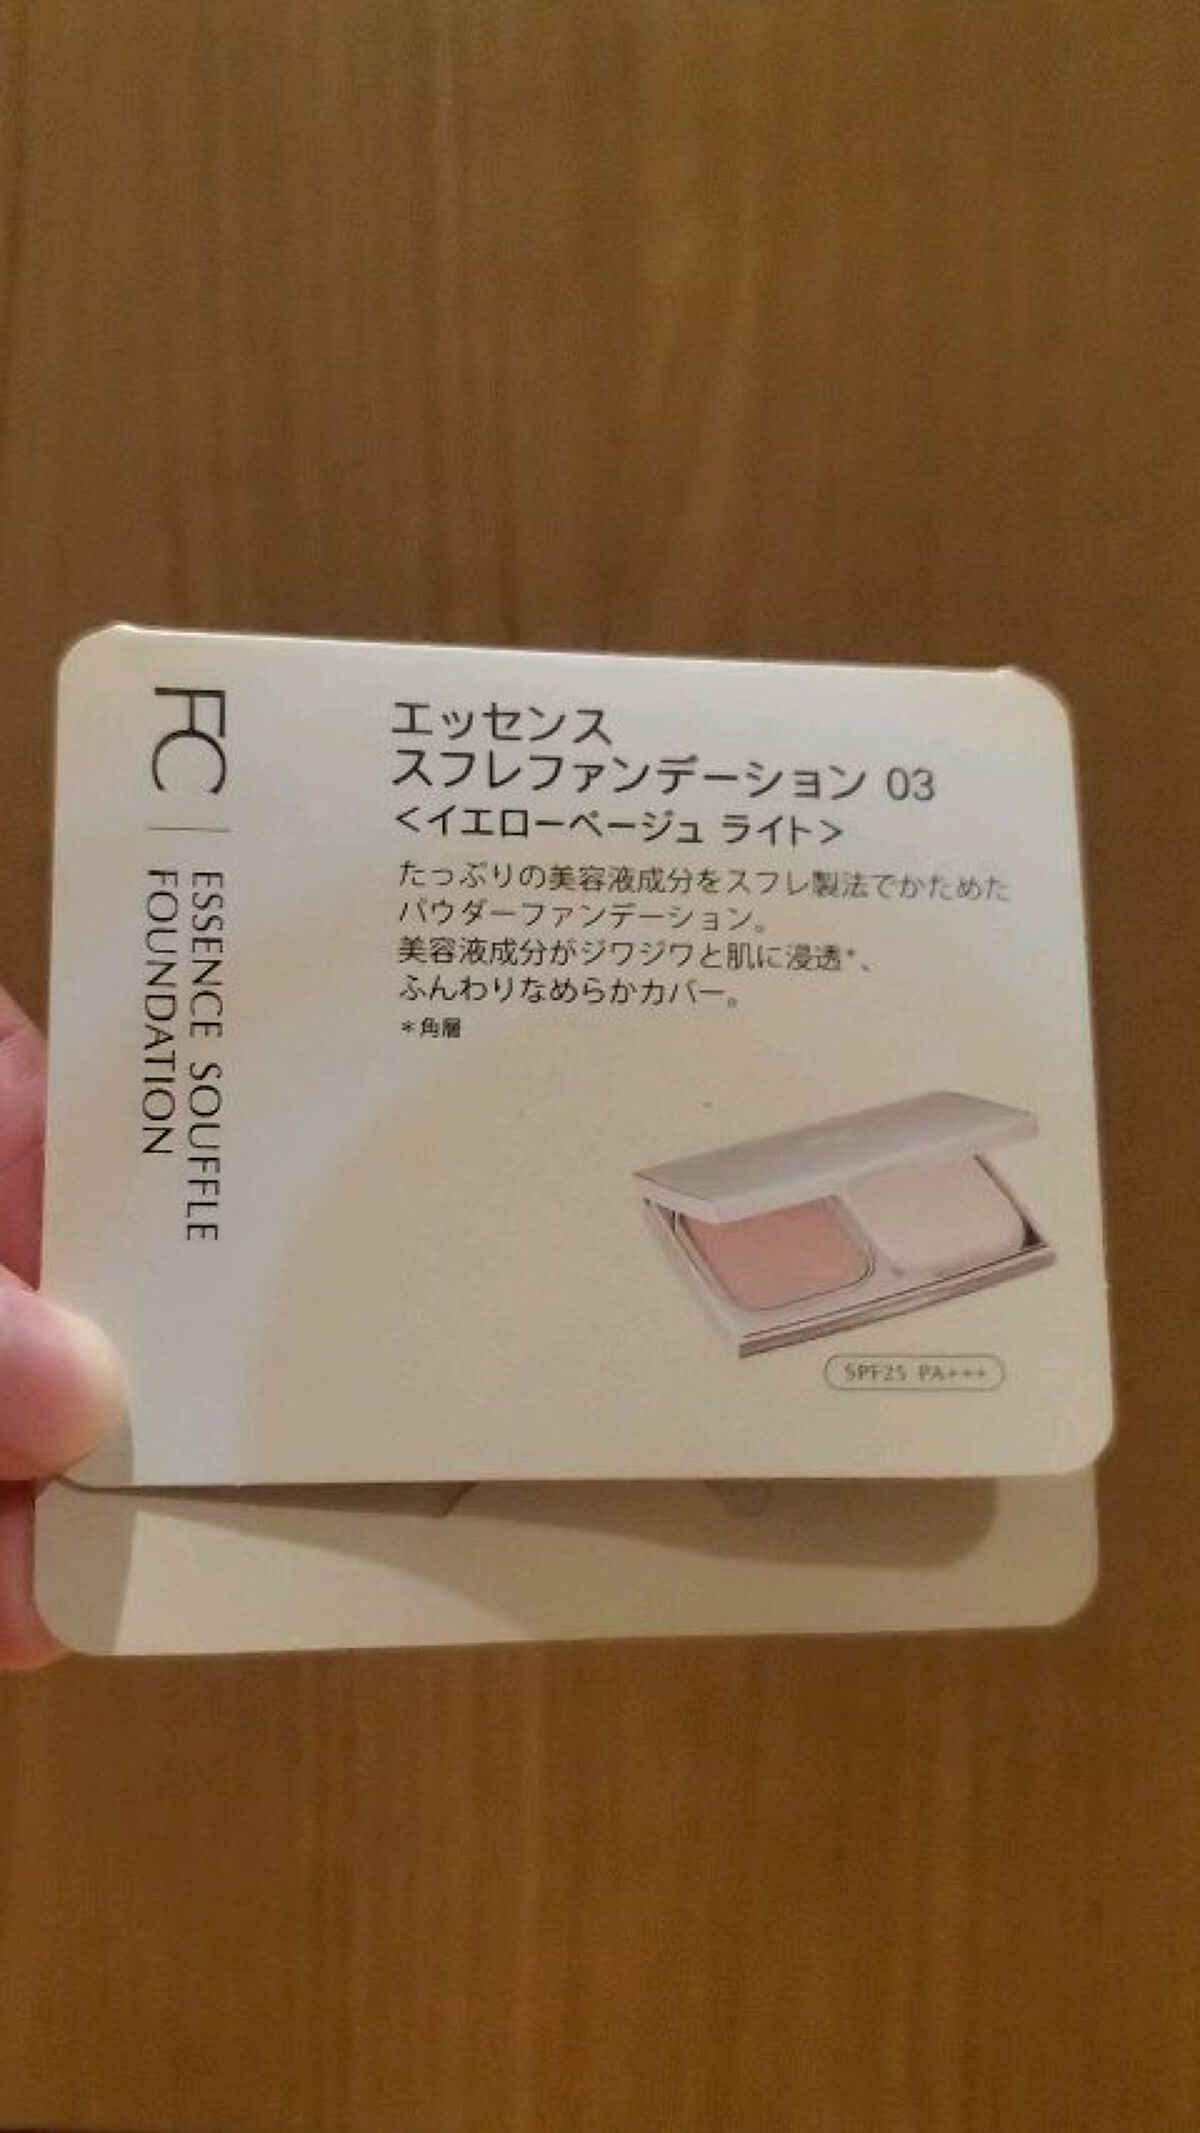 FC
ESSENCE SOUFFLE
FOUNDATION
エッセンス
スフレファンデーション 03
<イエローベージュ ライト>
たっぷりの美容液成分をスフレ製法でかためた
パウダーファンデーション。
美容液成分がジワジワと肌に浸透*、
ふんわりなめらかカバー。
*角層
SPF25 PA+++